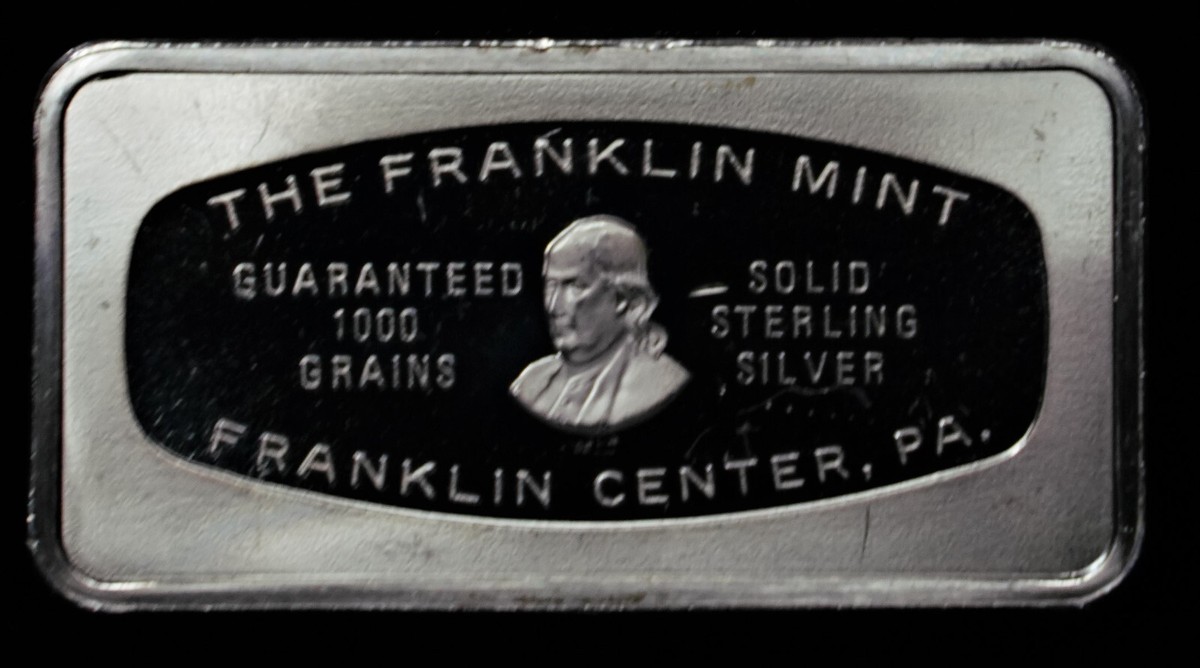 THE FRANKLIN MINT
GUARANTEED
1000
GRAINS
SOLID
STERLING
SILVER
FRANKLIN CENTER, PA.